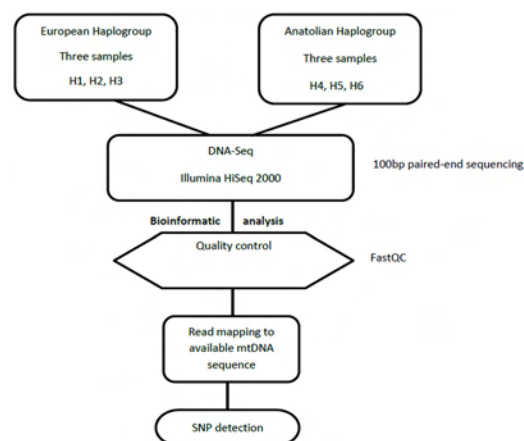 European Haplogroup
Three samples
H1, H2, H3
Anatolian Haplogroup
Three samples
H4, H5, H6
DNA-Seq
Illumina HiSeq 2000
100bp paired-end sequencing
Bioinformatic analysis
Quality control
FastQC
Read mapping to
available mtDNA
sequence
SNP detection